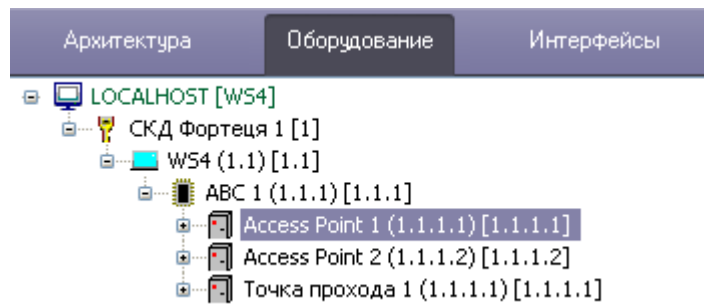 Архитектура Оборудование Интерфейсы
LOCALHOST [WS4]
СКД Фортеця 1 [1]
WS4 (1.1) [1.1]
ABC 1 (1.1.1) [1.1.1]
Access Point 1 (1.1.1.1) [1.1.1.1]
Access Point 2 (1.1.1.2) [1.1.1.2]
Точка прохода 1 (1.1.1.1) [1.1.1.1]